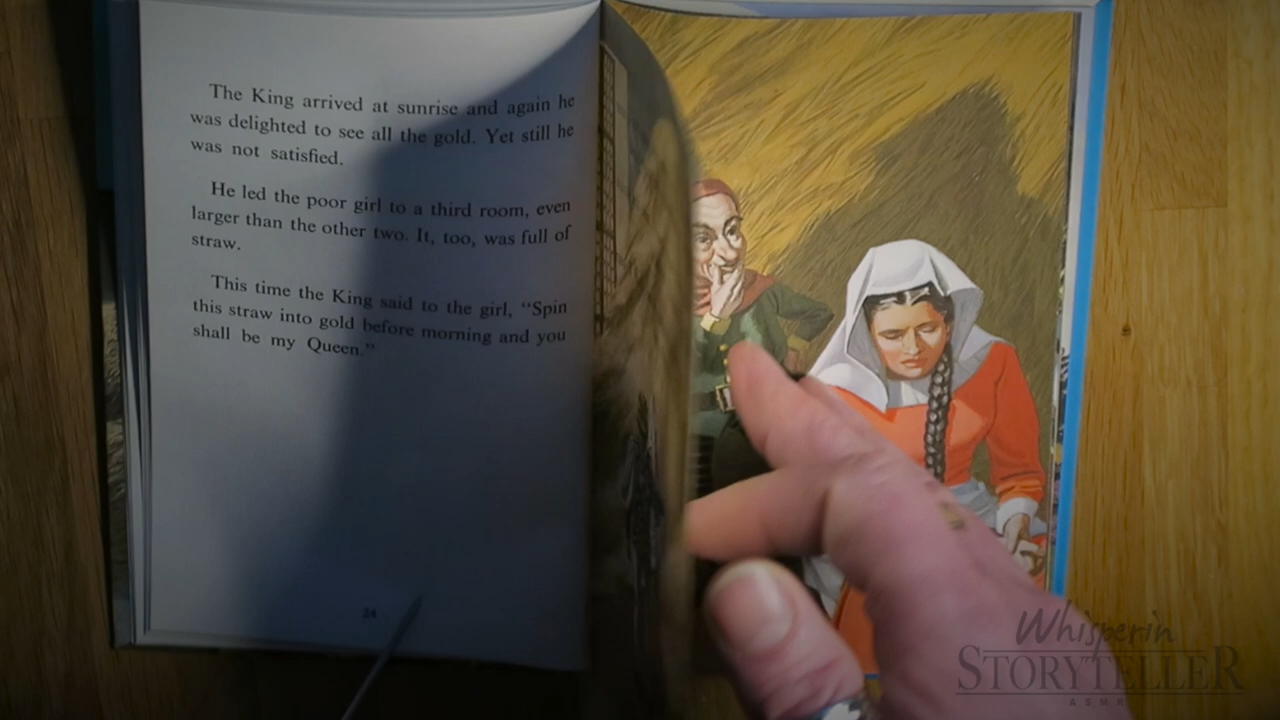 The King arrived at sunrise and again he
was delighted to see all the gold. Yet still he
was not satisfied.
He led the poor girl to a third room, even
larger than the other two. It, too, was full of
straw.
This time the King said to the girl, “Spin
this straw into gold before morning and you
shall be my Queen.”
24
Whisperin
STORYTELLER
ASMR